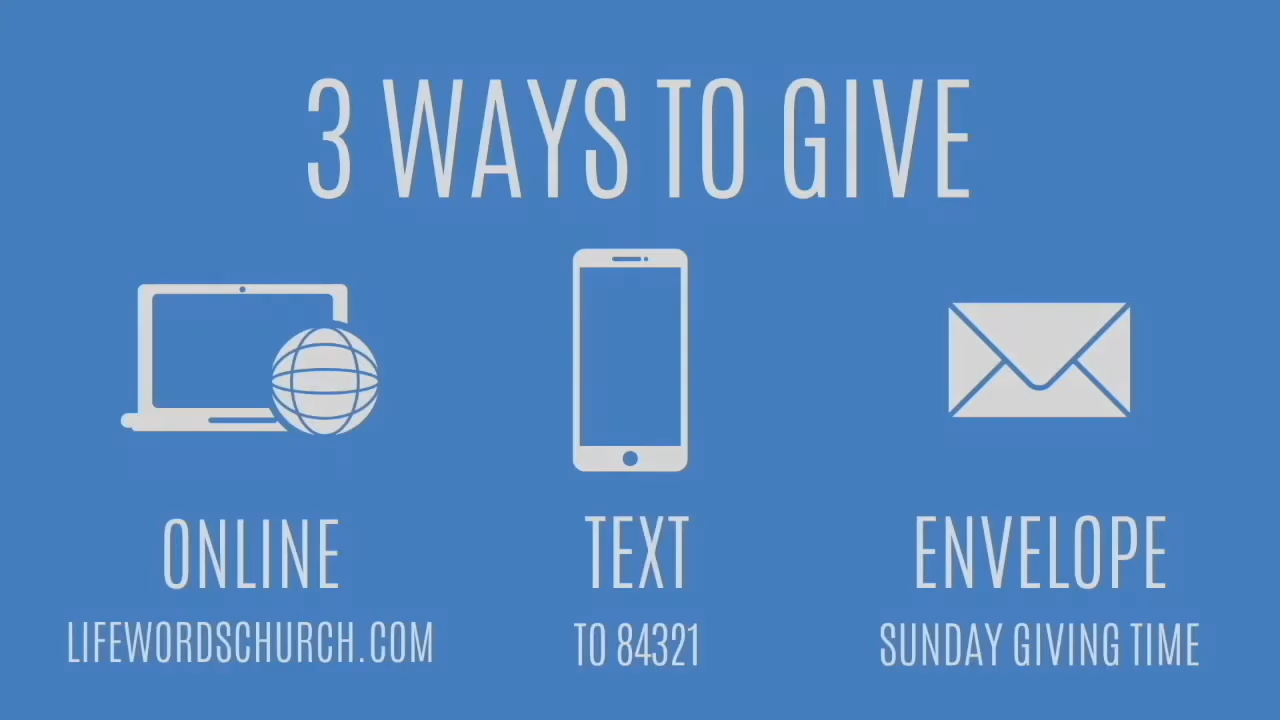 3 WAYS TO GIVE
ONLINE
LIFEWORDSCHURCH.COM
TEXT
TO 84321
ENVELOPE
SUNDAY GIVING TIME